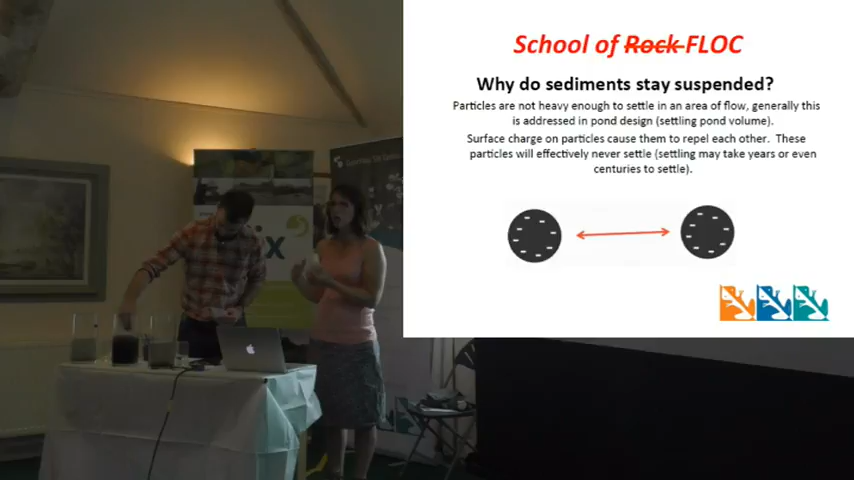 School of Rock FLOC
Why do sediments stay suspended?
Particles are not heavy enough to settle in an area of flow, generally this
is addressed in pond design (settling pond volume).
Surface charge on particles cause them to repel each other. These
particles will effectively never settle (settling may take years or even
centuries to settle).
ix